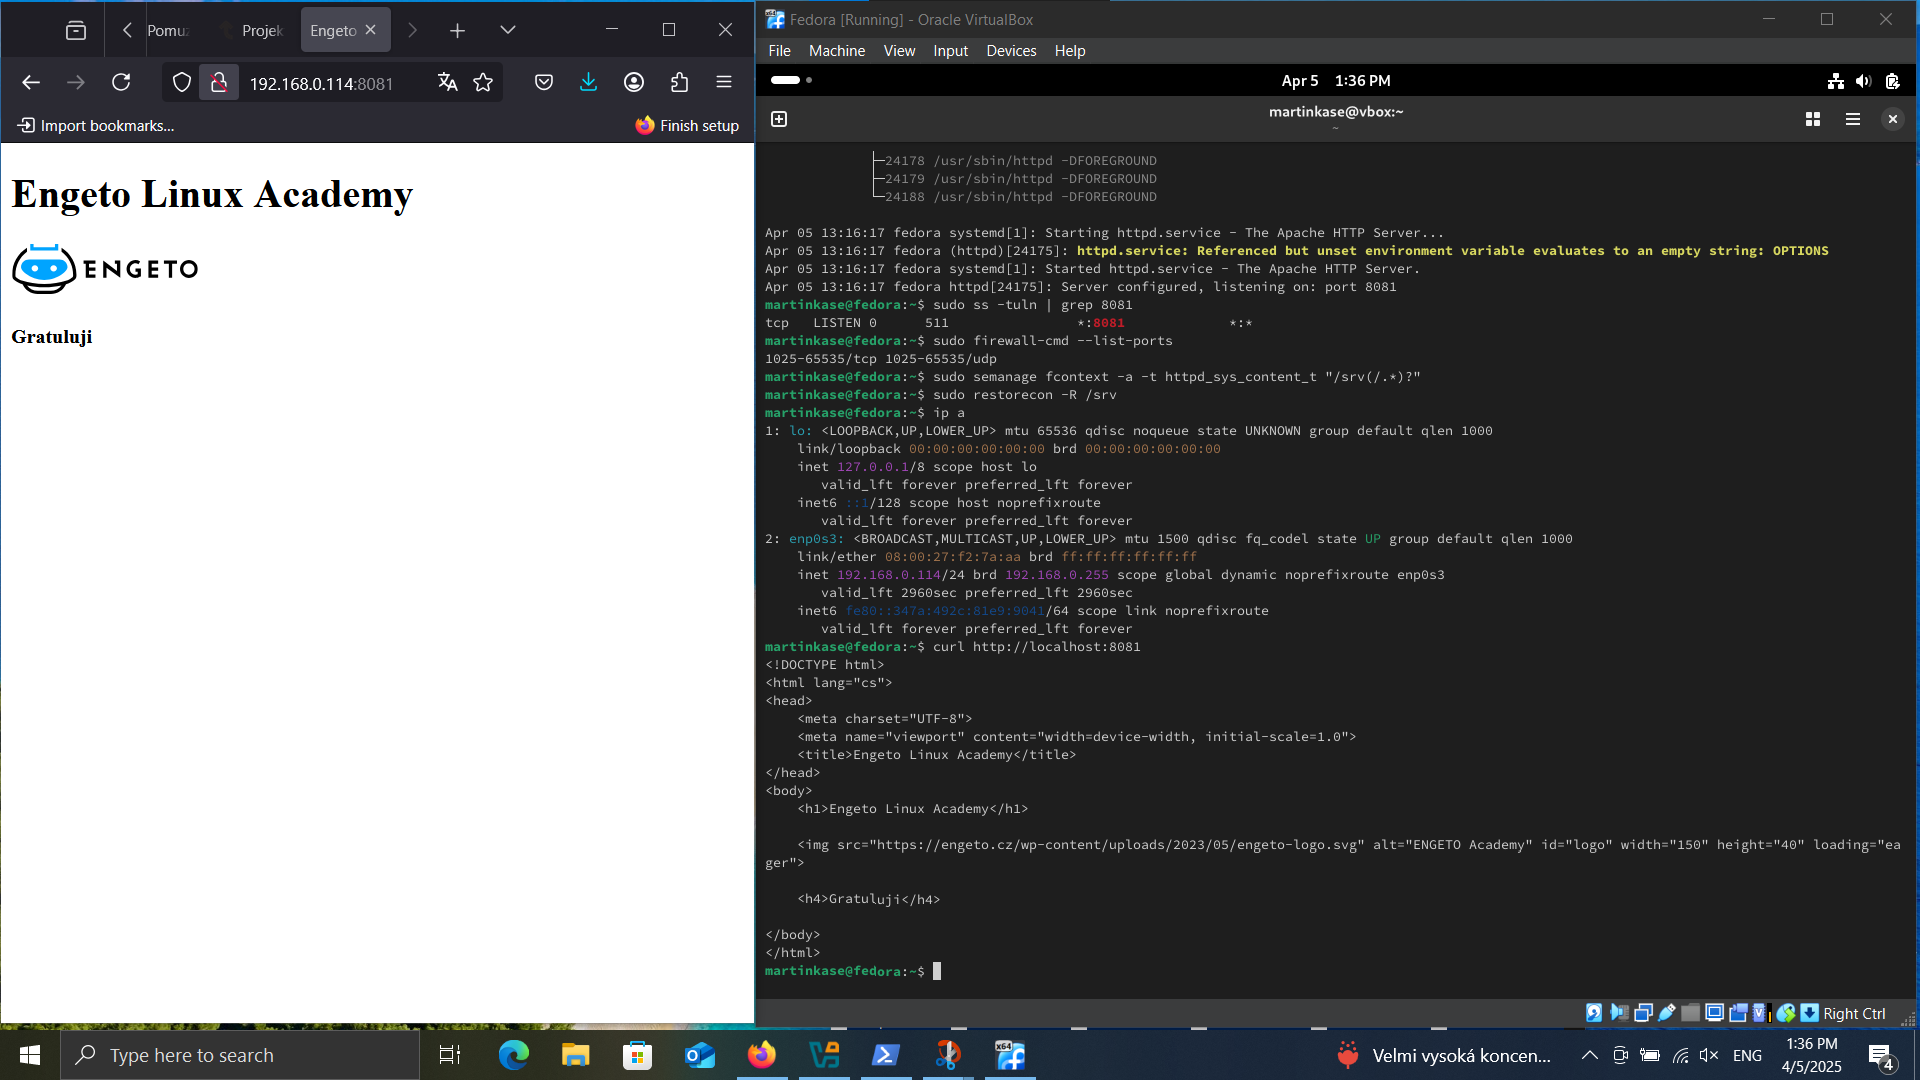 Pomu
Projek
Engeto
192.168.0.114:8081
Import bookmarks...
Finish setup
Engeto Linux Academy
ENGETO
Gratuluji
Fedora [Running] - Oracle VirtualBox
File Machine View Input Devices Help
Apr 5 1:36 PM
martinkase@vbox:~
~
├─24178 /usr/sbin/httpd -DFOREGROUND
├─24179 /usr/sbin/httpd -DFOREGROUND
└─24188 /usr/sbin/httpd -DFOREGROUND
Apr 05 13:16:17 fedora systemd[1]: Starting httpd.service - The Apache HTTP Server...
Apr 05 13:16:17 fedora (httpd)[24175]: httpd.service: Referenced but unset environment variable evaluates to an empty string: OPTIONS
Apr 05 13:16:17 fedora systemd[1]: Started httpd.service - The Apache HTTP Server.
Apr 05 13:16:17 fedora httpd[24175]: Server configured, listening on: port 8081
martinkase@fedora:~$ sudo ss -tuln | grep 8081
tcp LISTEN 0 511 *:8081 *:*
martinkase@fedora:~$ sudo firewall-cmd --list-ports
1025-65535/tcp 1025-65535/udp
martinkase@fedora:~$ sudo semanage fcontext -a -t httpd_sys_content_t "/srv(/.*)?"
martinkase@fedora:~$ sudo restorecon -R /srv
martinkase@fedora:~$ ip a
1: lo: <LOOPBACK,UP,LOWER_UP> mtu 65536 qdisc noqueue state UNKNOWN group default qlen 1000
link/loopback 00:00:00:00:00:00 brd 00:00:00:00:00:00
inet 127.0.0.1/8 scope host lo
valid_lft forever preferred_lft forever
inet6 ::1/128 scope host noprefixroute
valid_lft forever preferred_lft forever
2: enp0s3: <BROADCAST,MULTICAST,UP,LOWER_UP> mtu 1500 qdisc fq_codel state UP group default qlen 1000
link/ether 08:00:27:f2:7a:aa brd ff:ff:ff:ff:ff:ff
inet 192.168.0.114/24 brd 192.168.0.255 scope global dynamic noprefixroute enp0s3
valid_lft 2960sec preferred_lft 2960sec
inet6 fe80::347a:492c:81e9:9041/64 scope link noprefixroute
valid_lft forever preferred_lft forever
martinkase@fedora:~$ curl http://localhost:8081
<!DOCTYPE html>
<html lang="cs">
<head>
<meta charset="UTF-8">
<meta name="viewport" content="width=device-width, initial-scale=1.0">
<title>Engeto Linux Academy</title>
</head>
<body>
<h1>Engeto Linux Academy</h1>
<img src="https://engeto.cz/wp-content/uploads/2023/05/engeto-logo.svg" alt="ENGETO Academy" id="logo" width="150" height="40" loading="ea
ger">
<h4>Gratuluji</h4>
</body>
</html>
martinkase@fedora:~$
Right Ctrl
Type here to search
Velmi vysoká koncen...
ENG
1:36 PM
4/5/2025
4